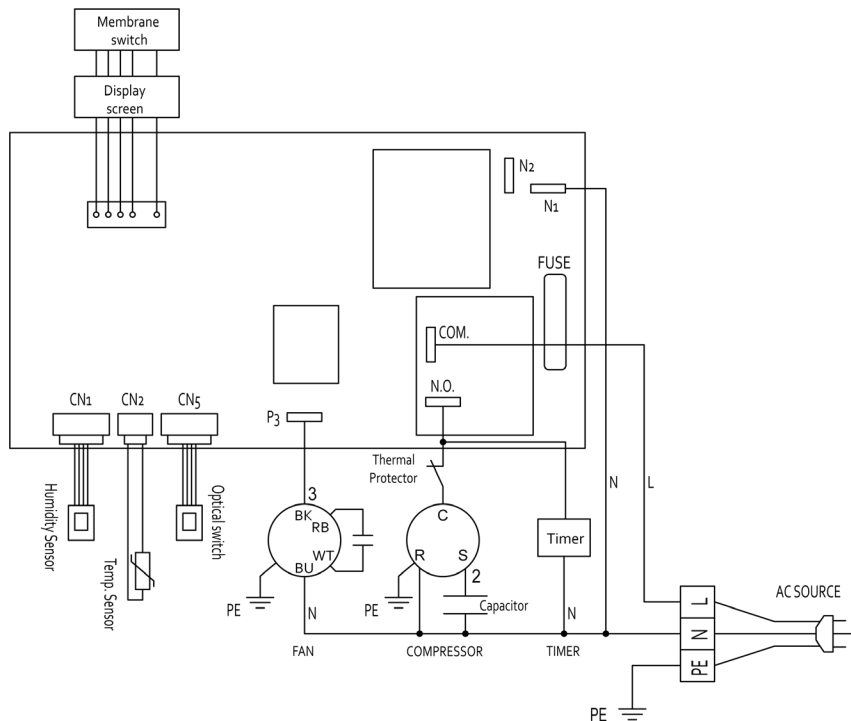 Membrane
switch
Display
screen
N2
N1
FUSE
COM.
N.O.
CN1
CN2
CN5
P3
Thermal
Protector
Humidity Sensor
Temp. Sensor
Optical switch
3
BK
RB
WT
BU
C
R
S
2
Timer
N
L
PE
N
PE
Capacitor
N
FAN
COMPRESSOR
TIMER
L
N
PE
AC SOURCE
PE